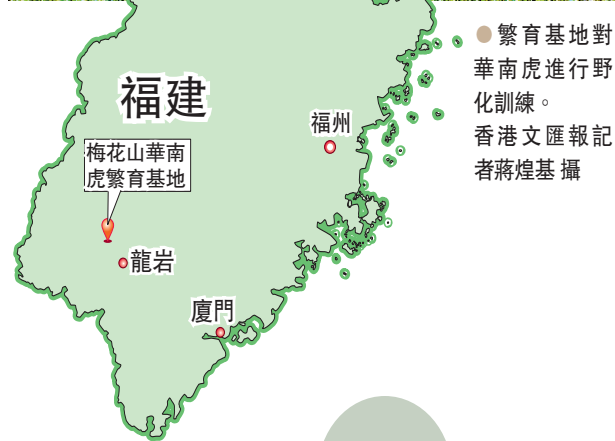 福建
福州
梅花山華南
虎繁育基地
龍岩
廈門
●繁育基地對
華南虎進行野
化訓練。
香港文匯報記
者蔣煌基 攝